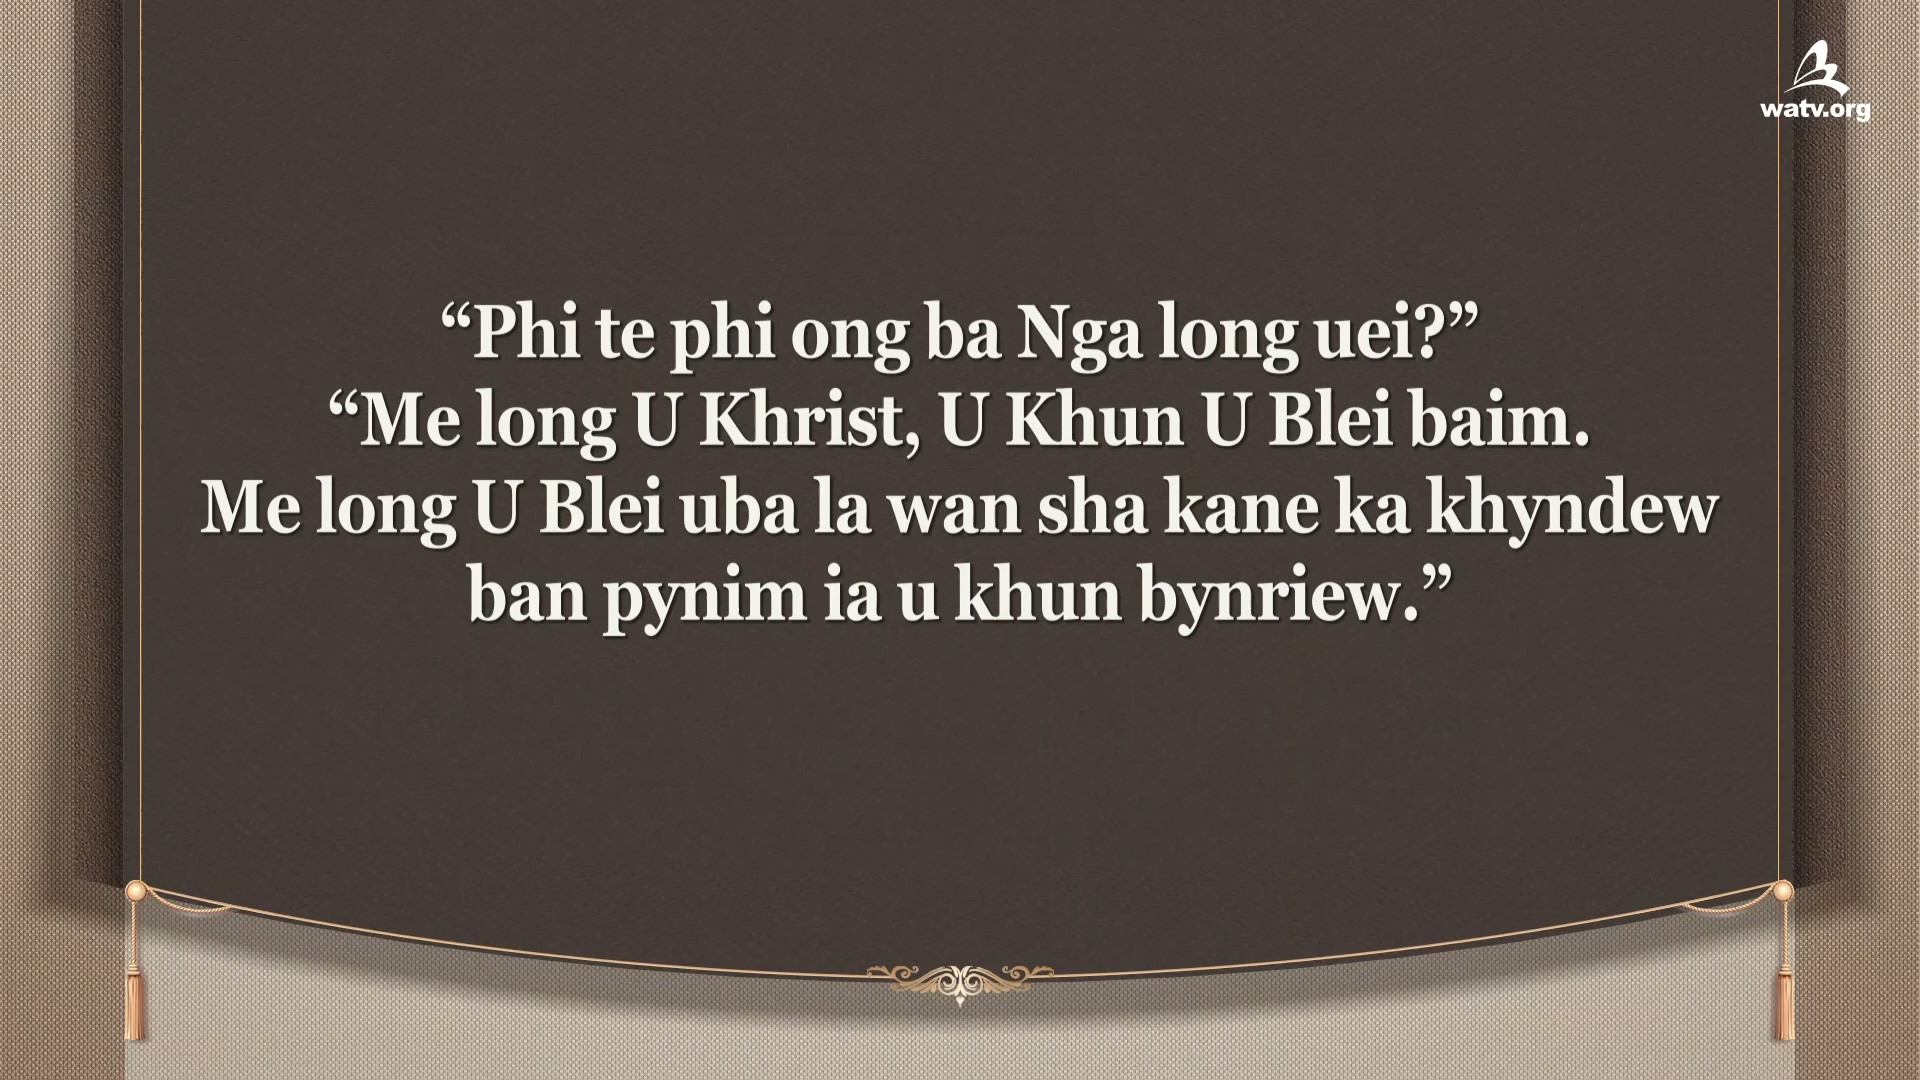 watv.org
“Phi te phi ong ba Nga long uei?”
“Me long U Khrist, U Khun U Blei baim.
Me long U Blei uba la wan sha kane ka khyndew
ban pynim ia u khun bynriew.”